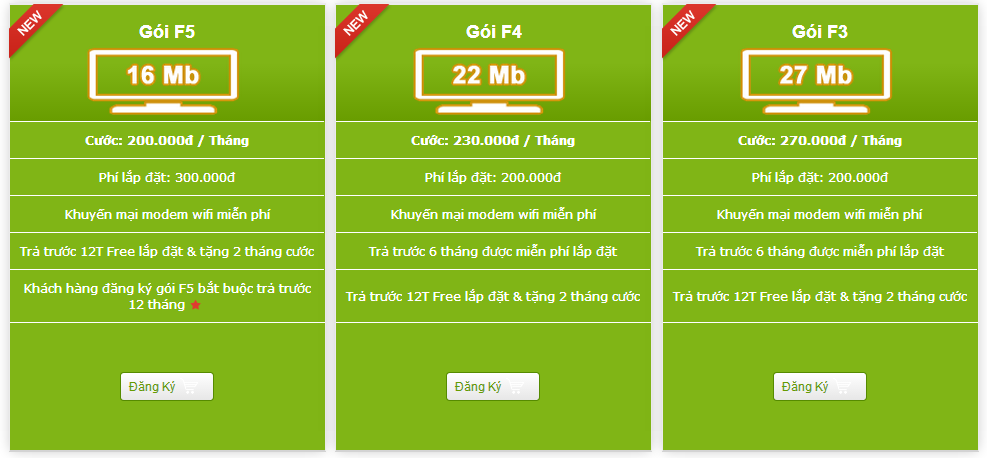 NEW
Gói F5
16 Mb
Cước: 200.000đ / Tháng
Phí lắp đặt: 300.000đ
Khuyến mại modem wifi miễn phí
Trả trước 12T Free lắp đặt & tặng 2 tháng cước
Khách hàng đăng ký gói F5 bắt buộc trả trước
12 tháng
Đăng Ký
NEW
Gói F4
22 Mb
Cước: 230.000đ / Tháng
Phí lắp đặt: 200.000đ
Khuyến mại modem wifi miễn phí
Trả trước 6 tháng được miễn phí lắp đặt
Trả trước 12T Free lắp đặt & tặng 2 tháng cước
Đăng Ký
NEW
Gói F3
27 Mb
Cước: 270.000đ / Tháng
Phí lắp đặt: 200.000đ
Khuyến mại modem wifi miễn phí
Trả trước 6 tháng được miễn phí lắp đặt
Trả trước 12T Free lắp đặt & tặng 2 tháng cước
Đăng Ký